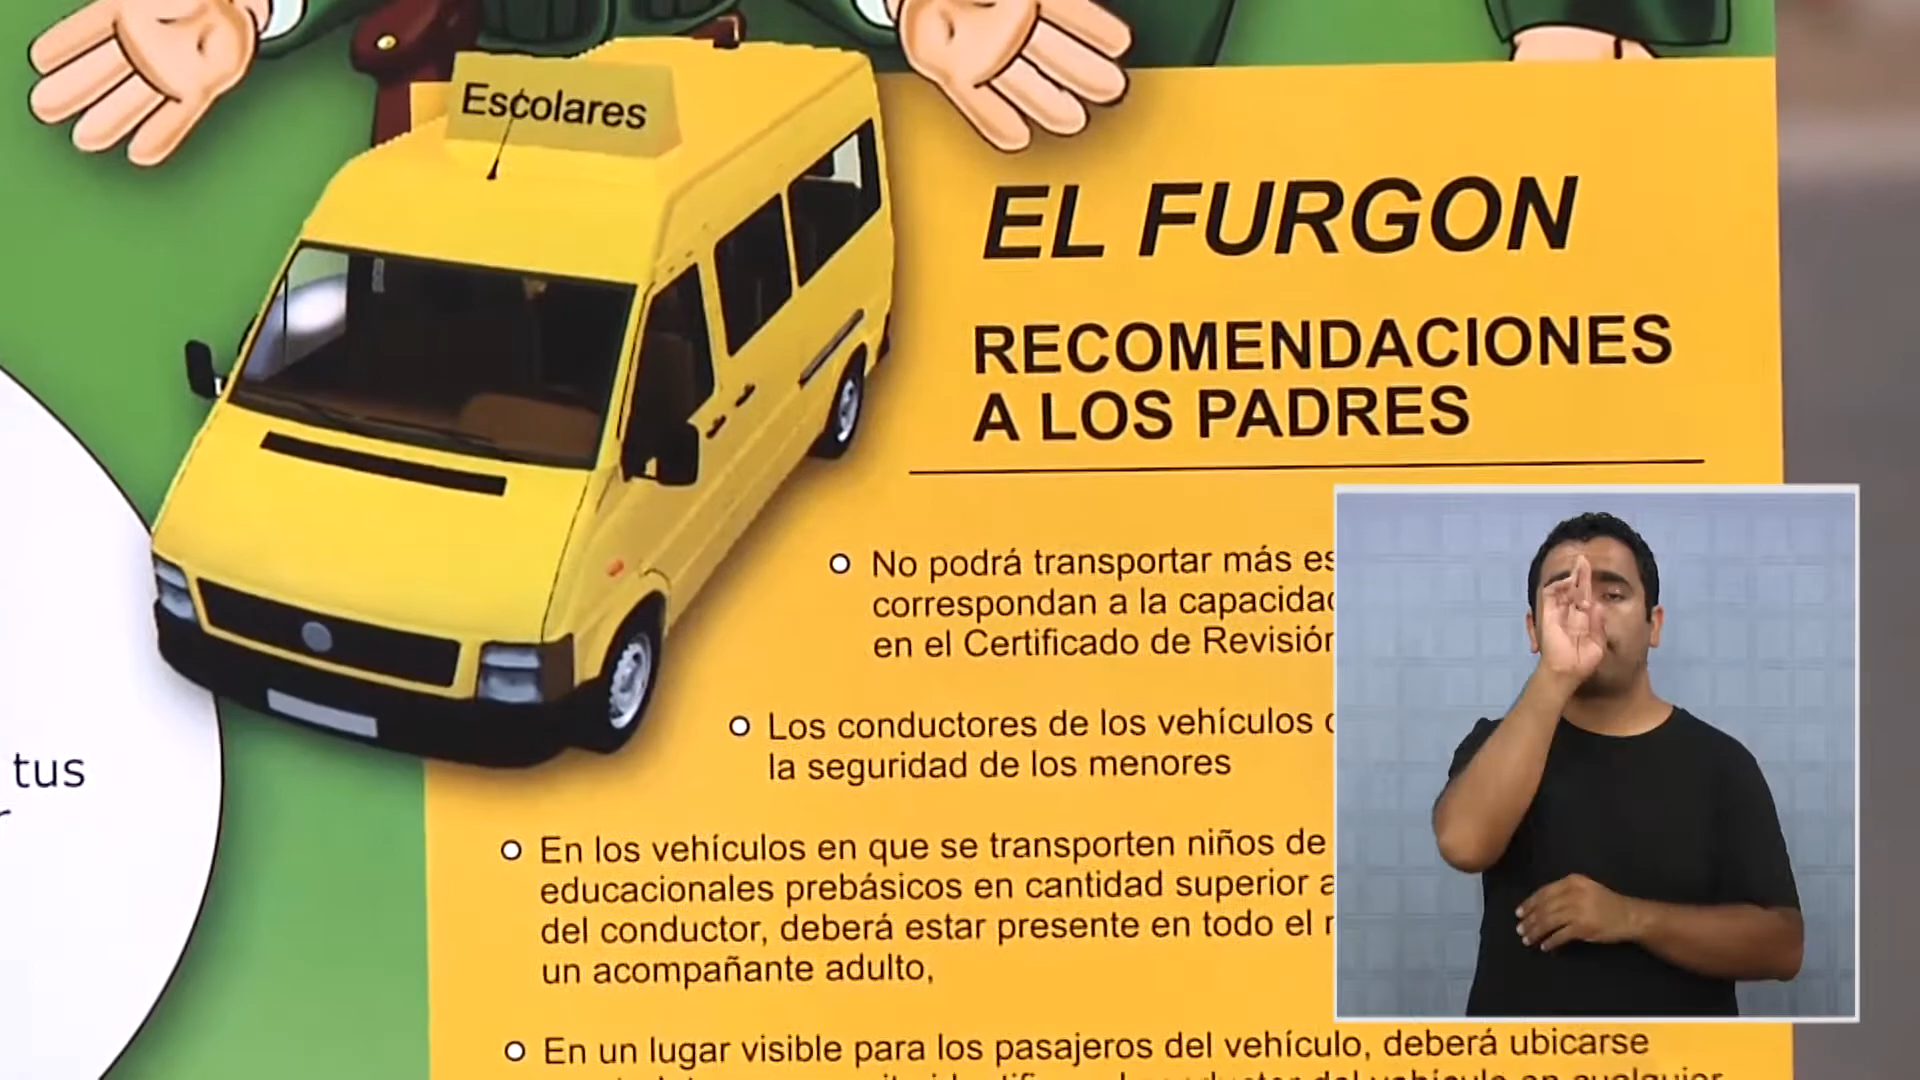 Escolares
EL FURGON
RECOMENDACIONES
A LOS PADRES
No podrá transportar más
correspondan a la
en el Certificado de
Los conductores de los vehículos
la seguridad de los menores
En los vehículos en que se transporten niños de
educacionales prebásicos en cantidad superior
del conductor, deberá estar presente en todo el
un acompañante adulto,
tus
En un lugar visible para los pasajeros del vehículo, deberá ubicarse